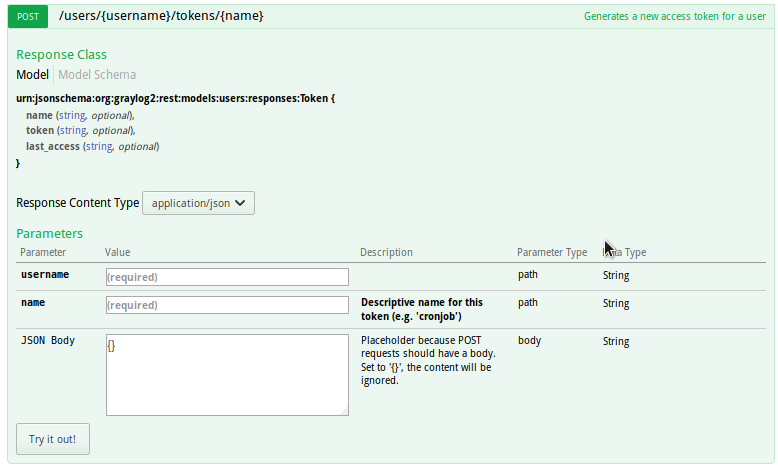 POST /users/{username}/tokens/{name} Generates a new access token for a user
Response Class
Model Model Schema
urn:jsonschema:org:graylog2:rest:models:users:responses:Token {
name (string, optional),
token (string, optional),
last_access (string, optional)
}
Response Content Type application/json
Parameters
Parameter Value Description Parameter Type Type
username (required) path String
name (required) Descriptive name for this path String
token (e.g. 'cronjob')
JSON Body {} Placeholder because POST body String
requests should have a body.
Set to '{}', the content will be
ignored.
Try it out!